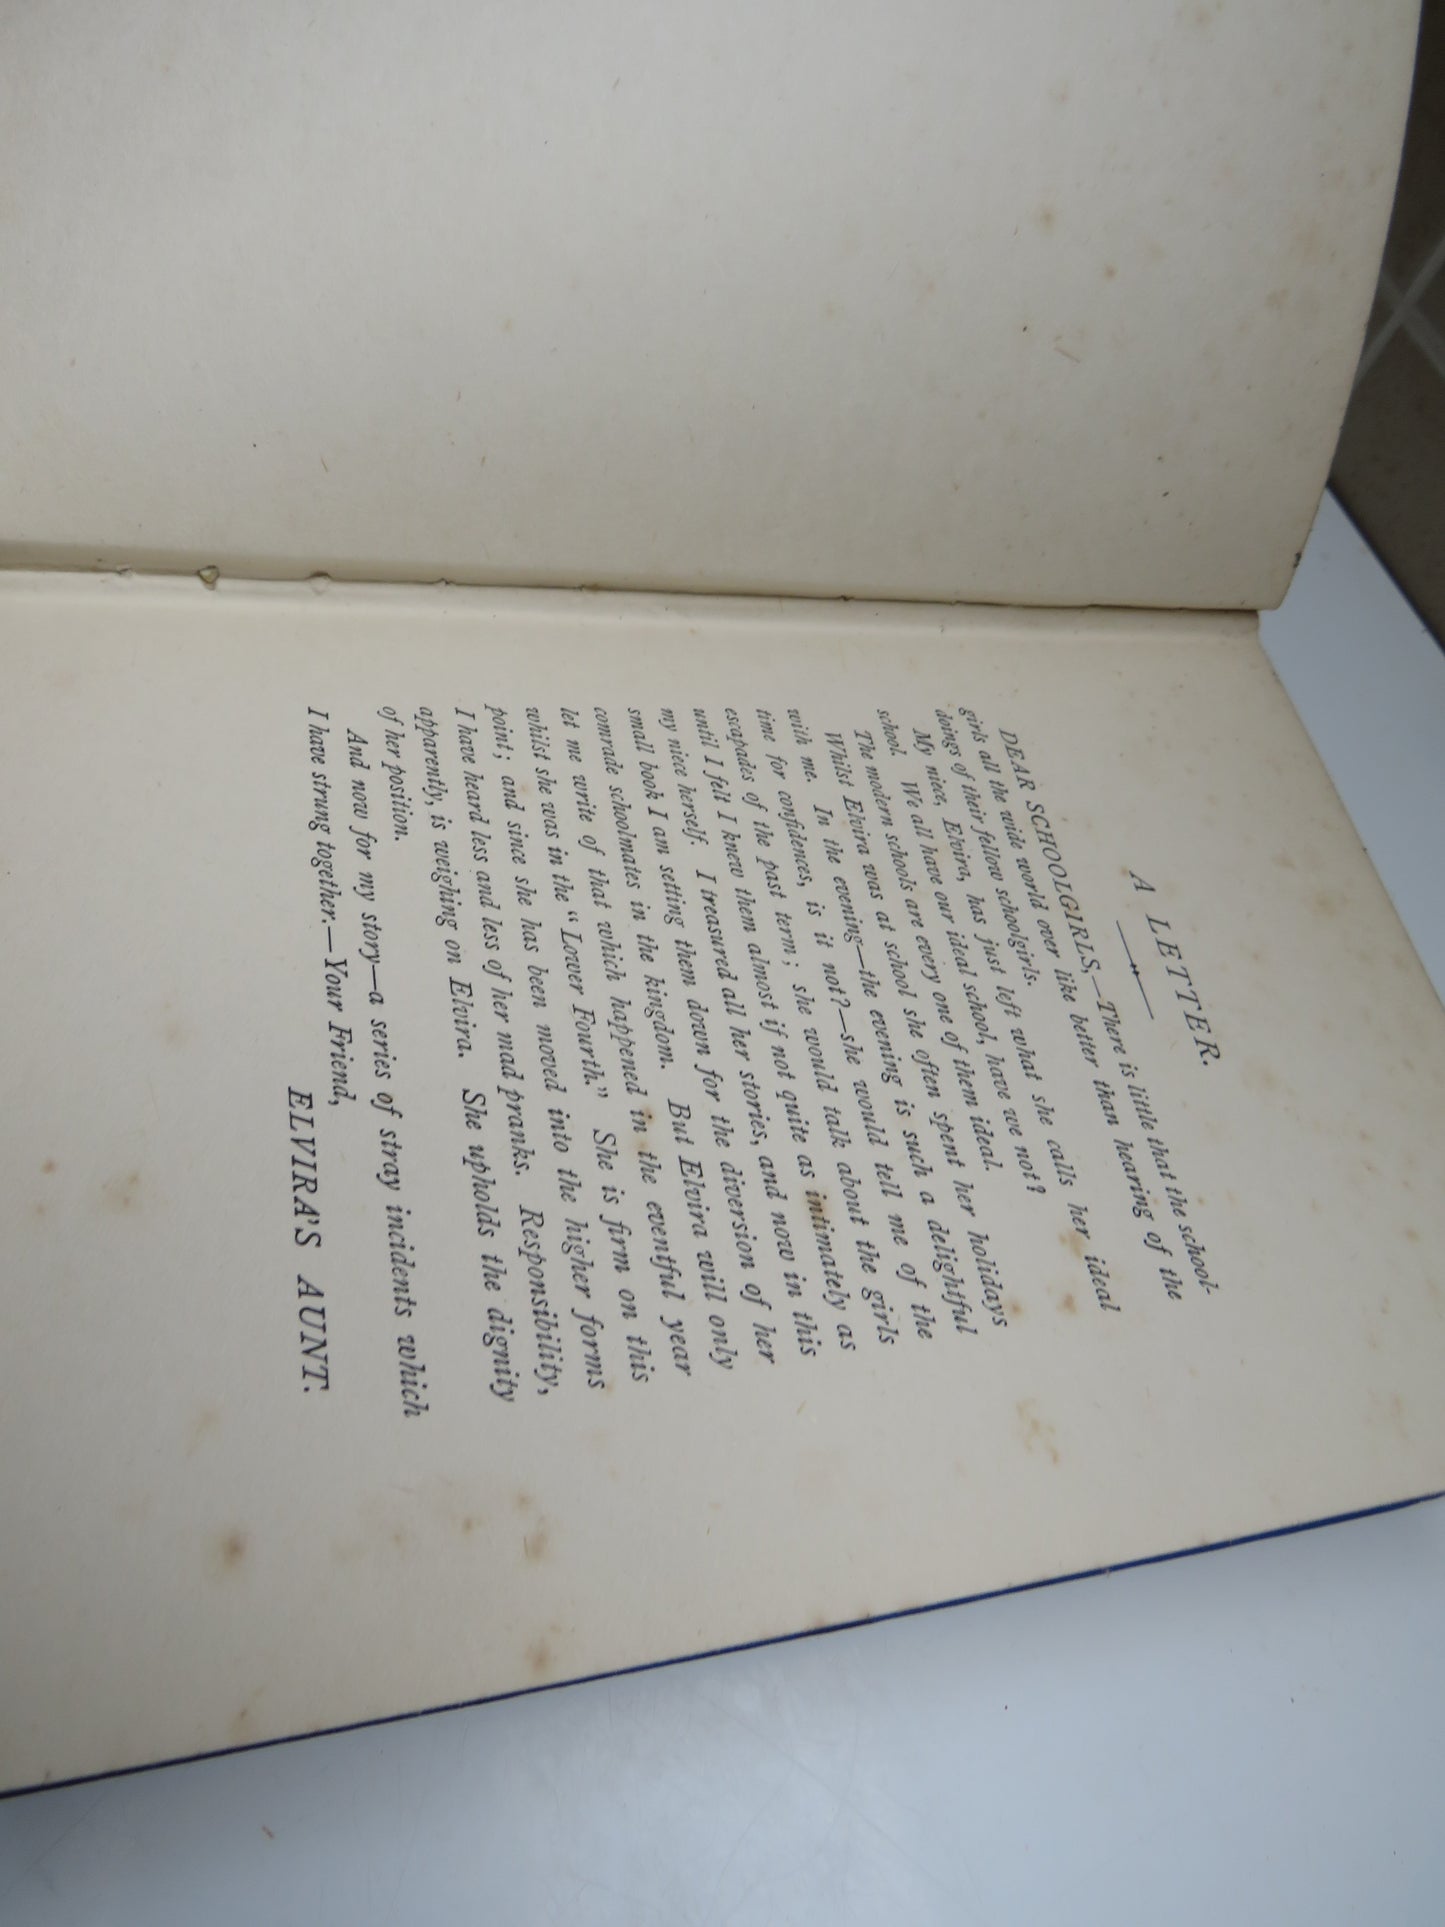 A LETTER.
DEAR SCHOOLGIRLS,—There is little that the school-
girls all the wide world over like better than hearing of the
doings of their fellow schoolgirls.
My niece, Elvira, has just left what she calls her ideal
school. We all have our ideal school, have we not?
The modern schools are every one of them ideal.
Whilst Elvira was at school she often spent her holidays
with me. In the evening—the evening is such a delightful
time for confidences, is it not?—she would tell me of the
escapades of the past term; she would talk about the girls
until I felt I knew them almost if not quite as intimately as
my niece herself. I treasured all her stories, and now in this
small book I am setting them down for the diversion of her
comrade schoolmates in the kingdom. But Elvira will only
let me write of that which happened in the eventful year
whilst she was in the “Lower Fourth.” She is firm on this
point; and since she has been moved into the higher forms
I have heard less and less of her mad pranks. Responsibility,
apparently, is weighing on Elvira. She upholds the dignity
of her position.
And now for my story—a series of stray incidents which
I have strung together.—Your Friend,
ELVIRA'S AUNT.